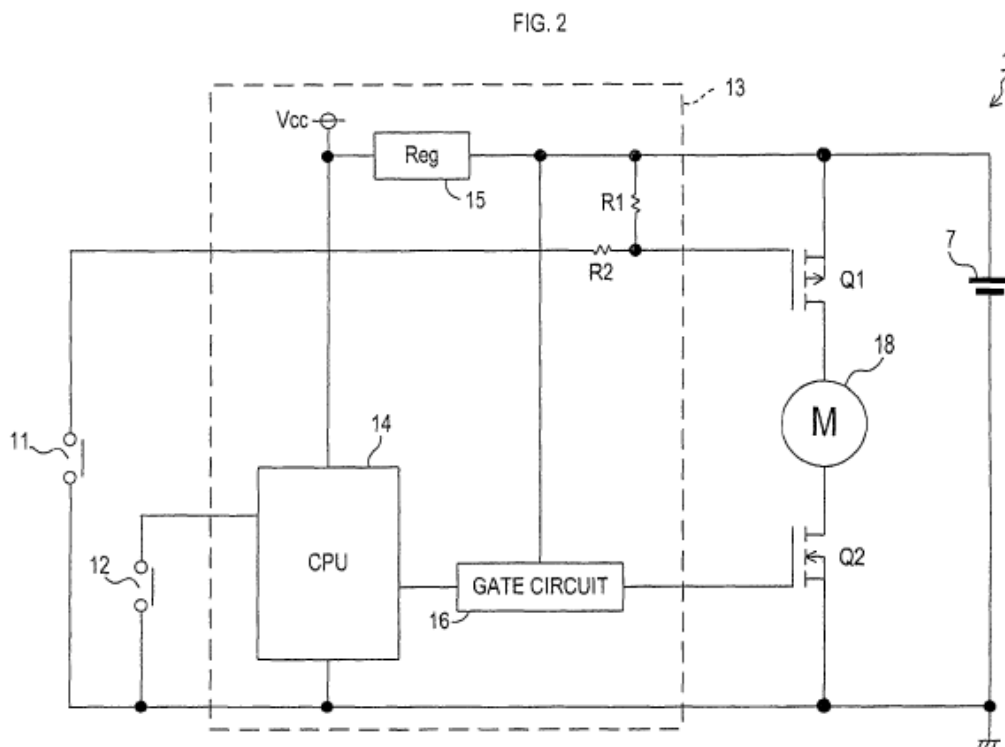 FIG. 2
13
Vcc
Reg
15
R1
R2
7
Q1
18
M
11
14
CPU
12
GATE CIRCUIT
16
Q2